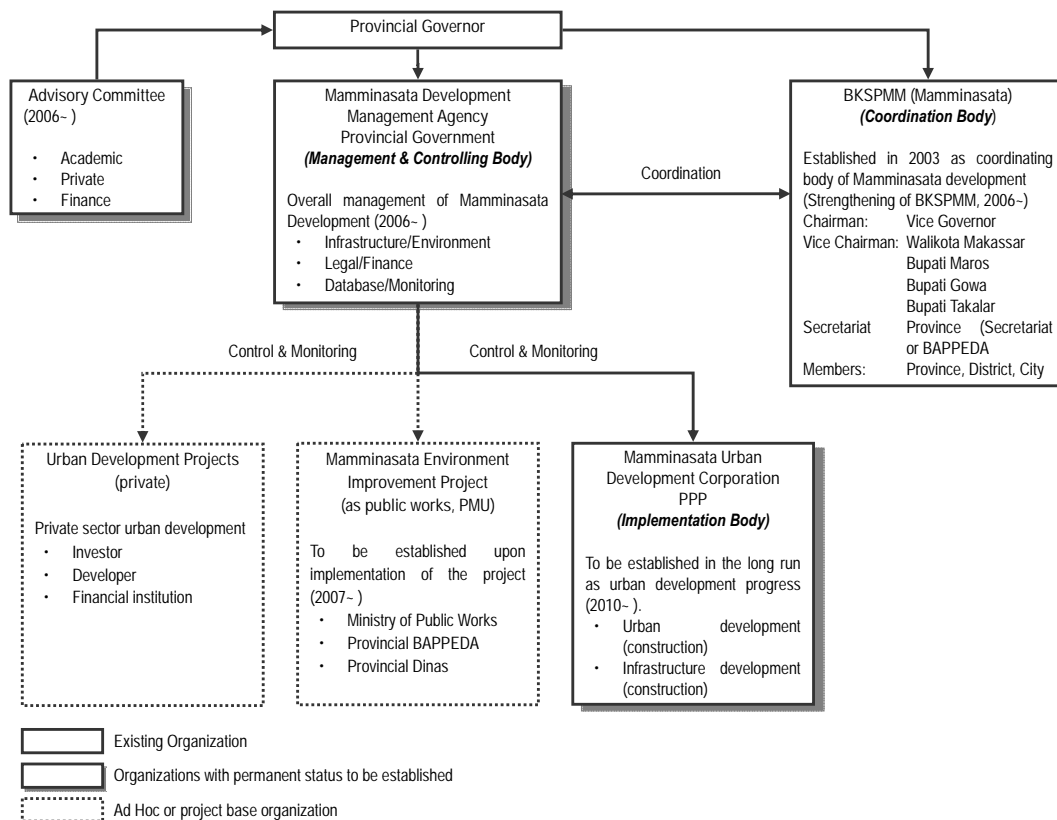 Provincial Governor
Advisory Committee
(2006~ )
・ Academic
・ Private
・ Finance
Mamminasata Development
Management Agency
Provincial Government
(Management & Controlling Body)
Overall management of Mamminasata
Development (2006~ )
・ Infrastructure/Environment
・ Legal/Finance
・ Database/Monitoring
Coordination
BKSPMM (Mamminasata)
(Coordination Body)
Established in 2003 as coordinating
body of Mamminasata development
(Strengthening of BKSPMM, 2006~)
Chairman: Vice Governor
Vice Chairman: Walikota Makassar
Bupati Maros
Bupati Gowa
Bupati Takalar
Secretariat Province (Secretariat
or BAPPEDA
Members: Province, District, City
Control & Monitoring
Control & Monitoring
Urban Development Projects
(private)
Private sector urban development
・ Investor
・ Developer
・ Financial institution
Mamminasata Environment
Improvement Project
(as public works, PMU)
To be established upon
implementation of the project
(2007~ )
・ Ministry of Public Works
・ Provincial BAPPEDA
・ Provincial Dinas
Mamminasata Urban
Development Corporation
PPP
(Implementation Body)
To be established in the long run
as urban development progress
(2010~ ).
・ Urban development
(construction)
・ Infrastructure development
(construction)
Existing Organization
Organizations with permanent status to be established
Ad Hoc or project base organization